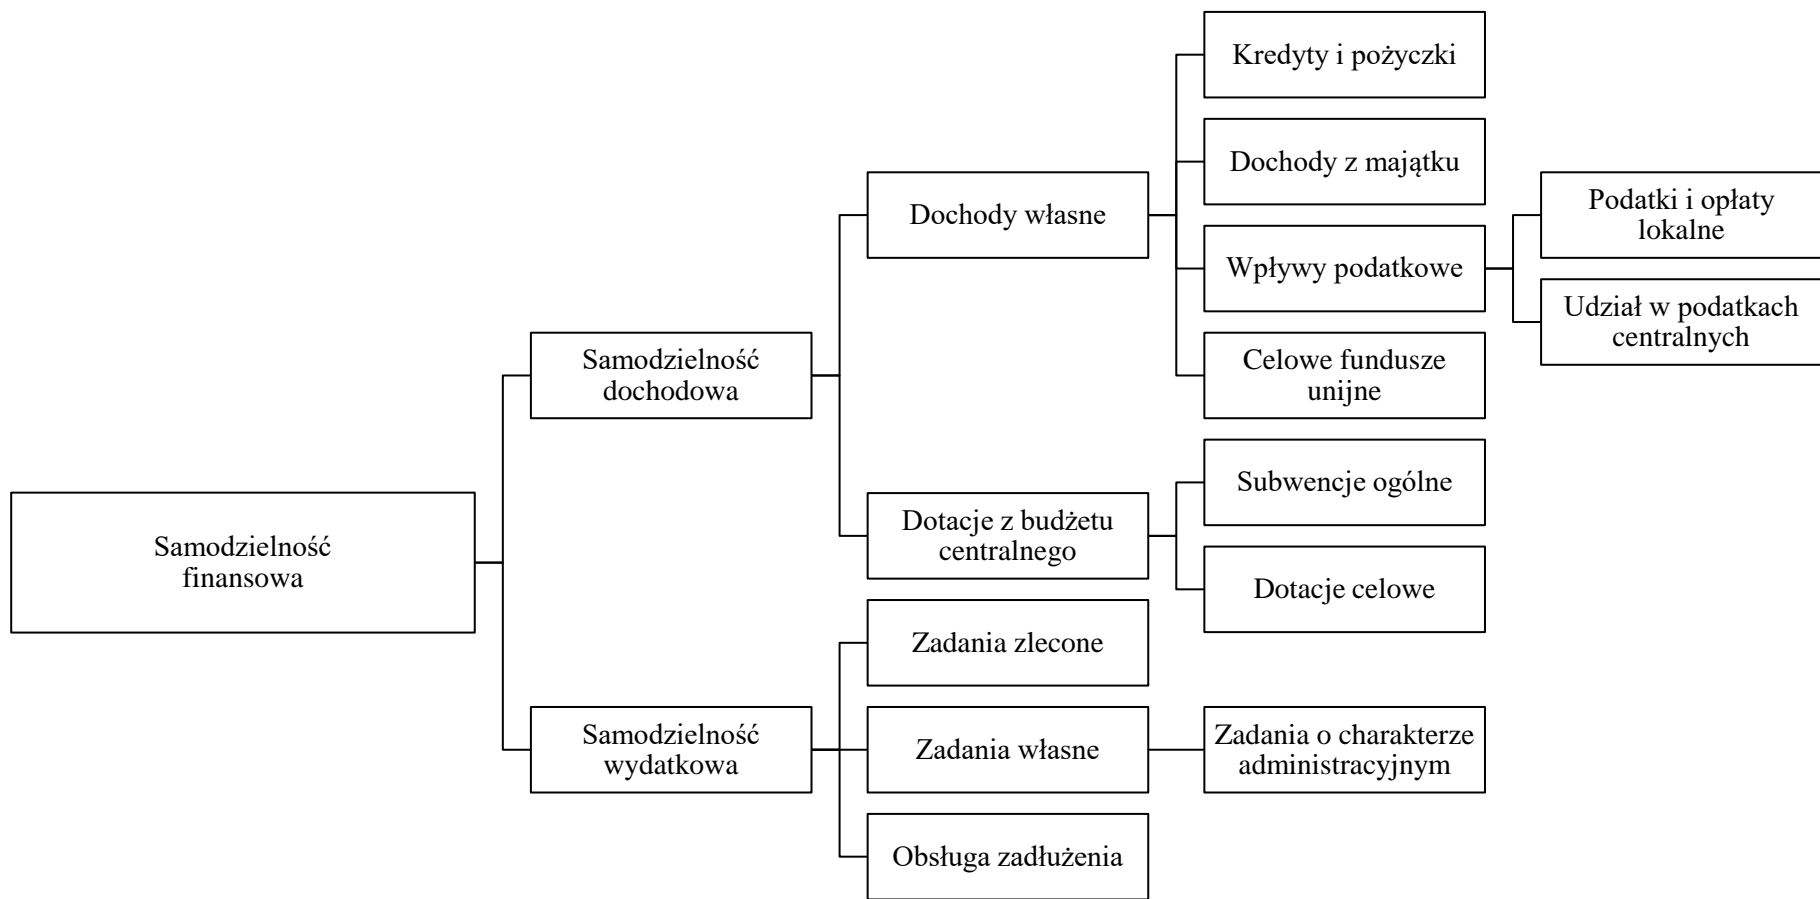 Samodzielność
finansowa
Samodzielność
dochodowa
Dochody własne
Kredyty i pożyczki
Dochody z majątku
Wpływy podatkowe
Podatki i opłaty
lokalne
Udział w podatkach
centralnych
Celowe fundusze
unijne
Dotacje z budżetu
centralnego
Subwencje ogólne
Dotacje celowe
Samodzielność
wydatkowa
Zadania zlecone
Zadania własne
Zadania o charakterze
administracyjnym
Obsługa zadłużenia